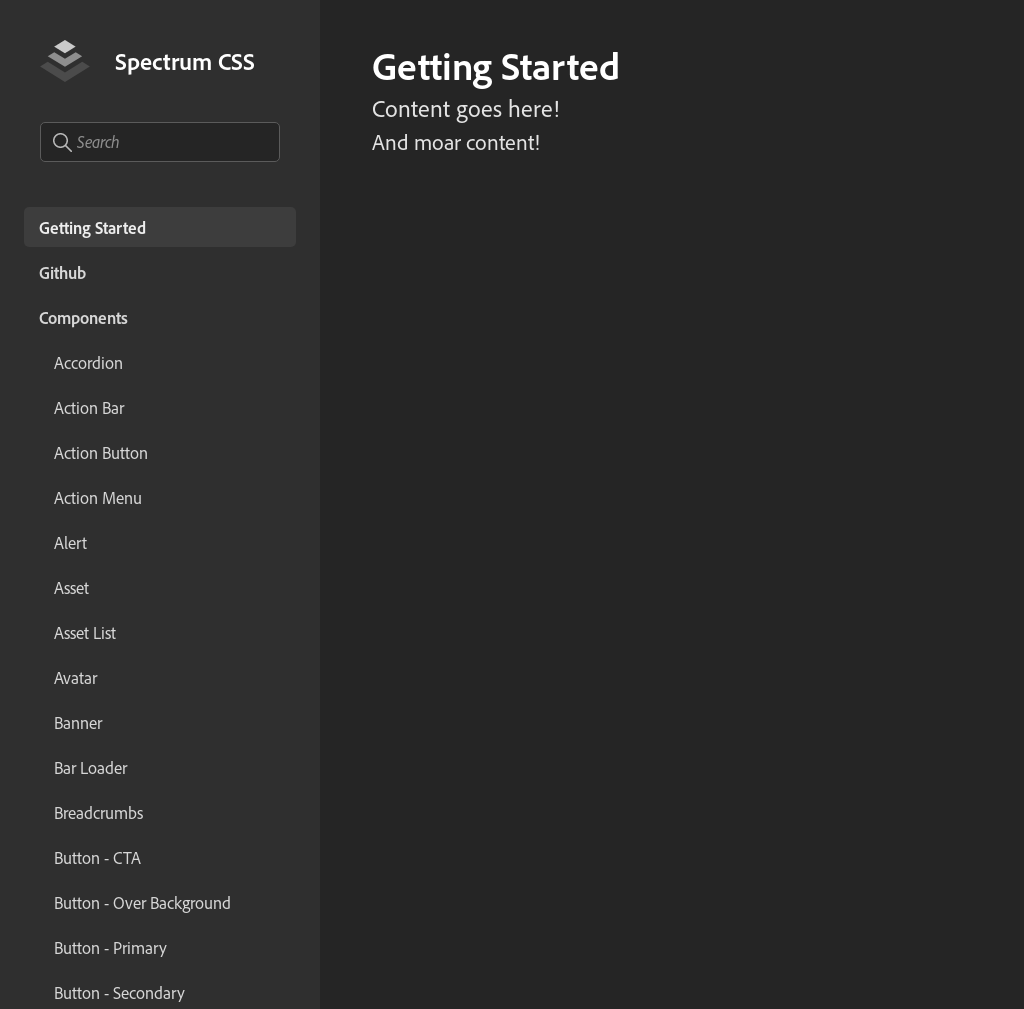 Spectrum CSS
Search
Getting Started
Github
Components
Accordion
Action Bar
Action Button
Action Menu
Alert
Asset
Asset List
Avatar
Banner
Bar Loader
Breadcrumbs
Button - CTA
Button - Over Background
Button - Primary
Button - Secondary
Getting Started
Content goes here!
And moar content!